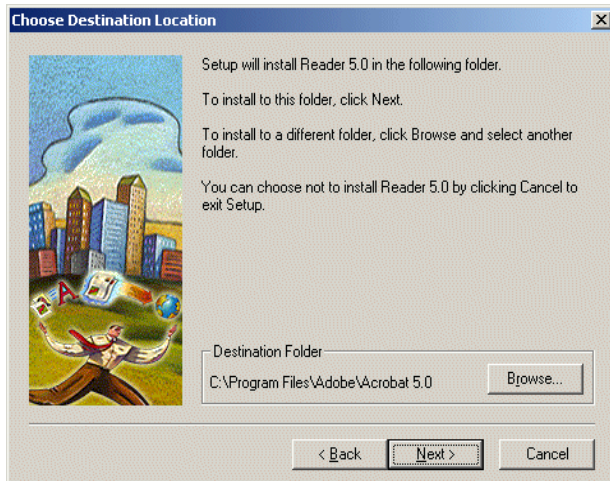 Choose Destination Location
Setup will install Reader 5.0 in the following folder.
To install to this folder, click Next.
To install to a different folder, click Browse and select another
folder.
You can choose not to install Reader 5.0 by clicking Cancel to
exit Setup.
Destination Folder
C:\Program Files\Adobe\Acrobat 5.0
Browse...
< Back
Next >
Cancel